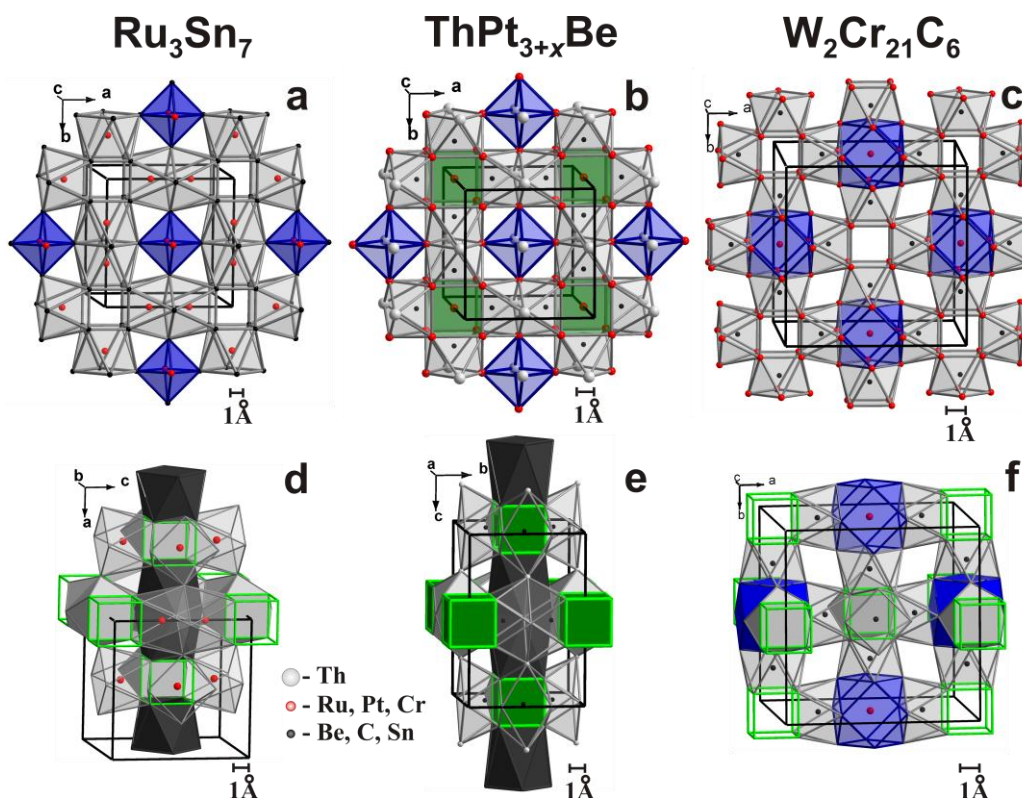 Ru₃Sn₇
ThPt₃₊ₓBe
W₂Cr₂₁C₆
c
a
b
a
1Å
c
a
b
b
1Å
c
a
b
c
1Å
b
c
a
d
1Å
a
b
c
e
1Å
c
a
b
f
1Å
- Th
- Ru, Pt, Cr
- Be, C, Sn